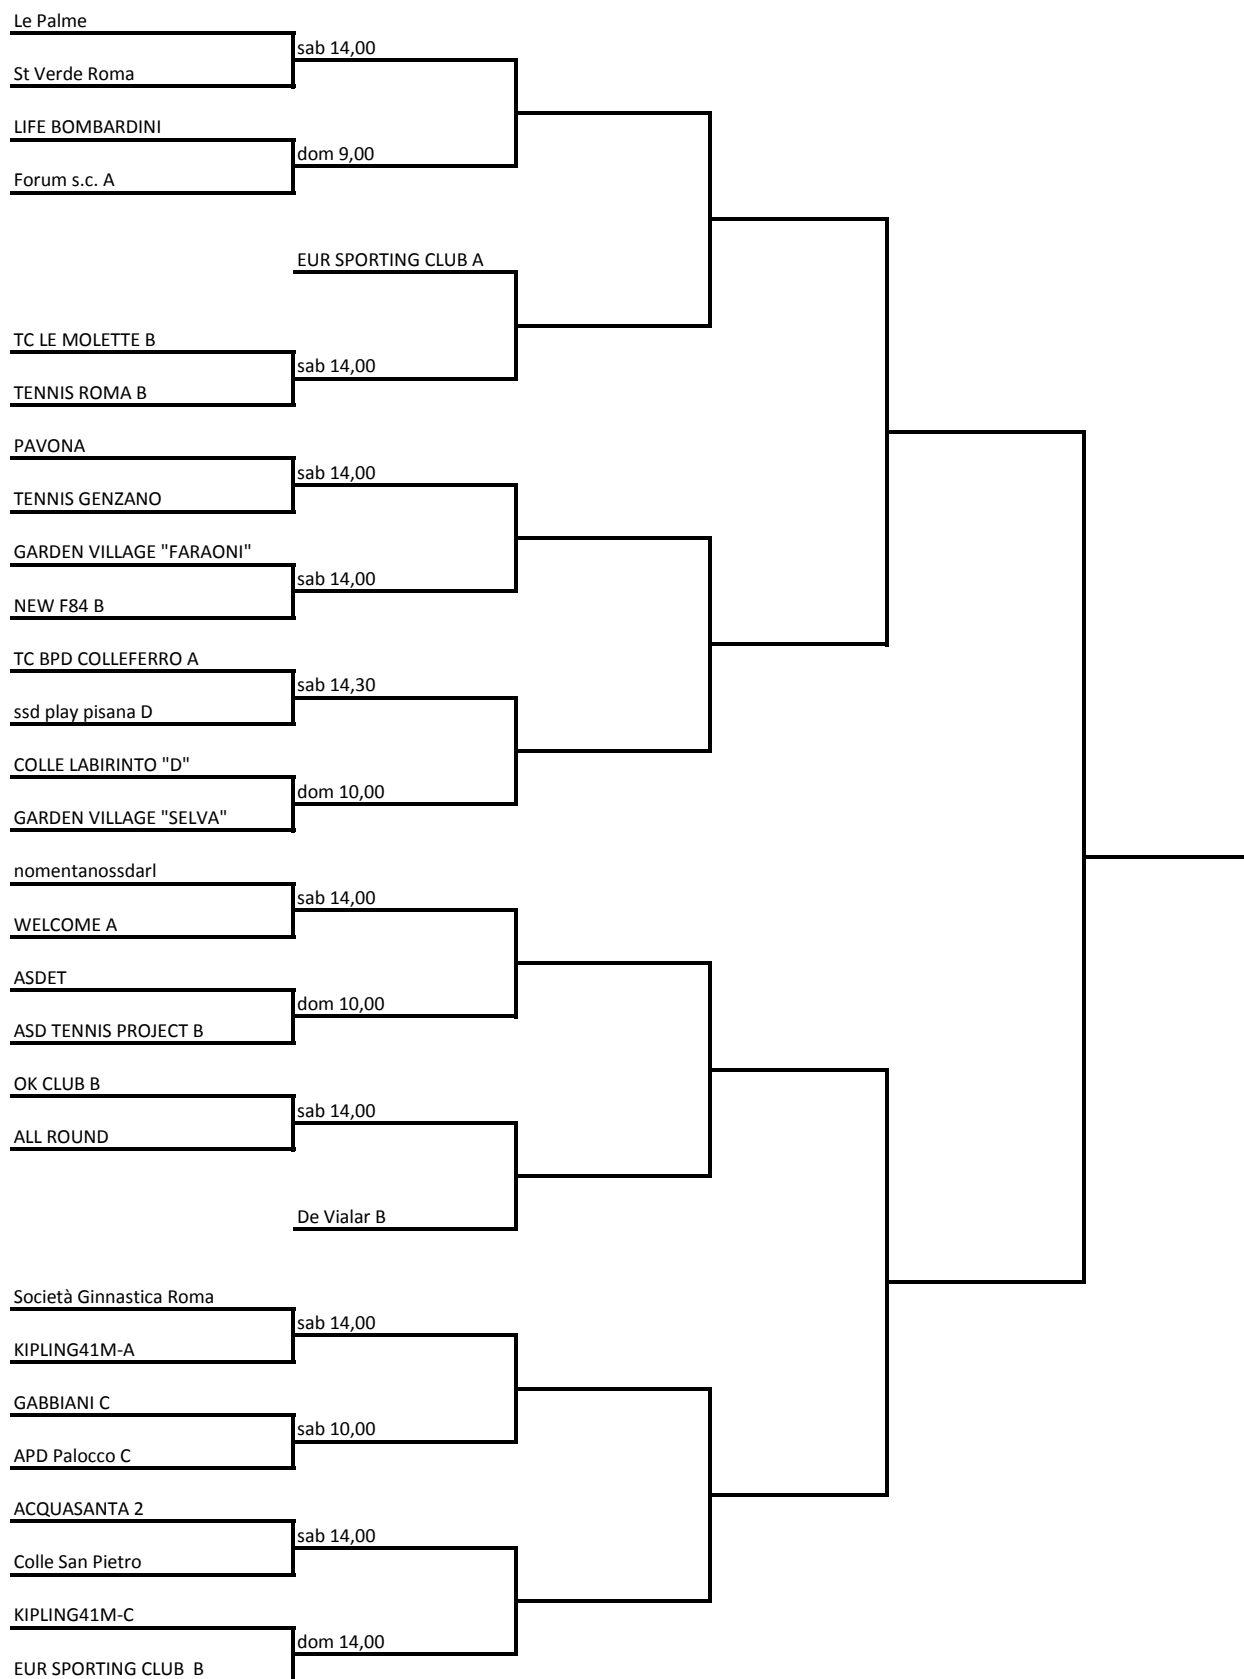 Le Palme
sab 14,00
St Verde Roma
LIFE BOMBARDINI
dom 9,00
Forum s.c. A
EUR SPORTING CLUB A
TC LE MOLETTE B
sab 14,00
TENNIS ROMA B
PAVONA
sab 14,00
TENNIS GENZANO
GARDEN VILLAGE "FARAONI"
sab 14,00
NEW F84 B
TC BPD COLLEFERRO A
sab 14,30
ssd play pisana D
COLLE LABIRINTO "D"
dom 10,00
GARDEN VILLAGE "SELVA"
nomentanossdarl
sab 14,00
WELCOME A
ASDET
dom 10,00
ASD TENNIS PROJECT B
OK CLUB B
sab 14,00
ALL ROUND
De Vialar B
Società Ginnastica Roma
sab 14,00
KIPLING41M-A
GABBIANI C
sab 10,00
APD Palocco C
ACQUASANTA 2
sab 14,00
Colle San Pietro
KIPLING41M-C
dom 14,00
EUR SPORTING CLUB  B